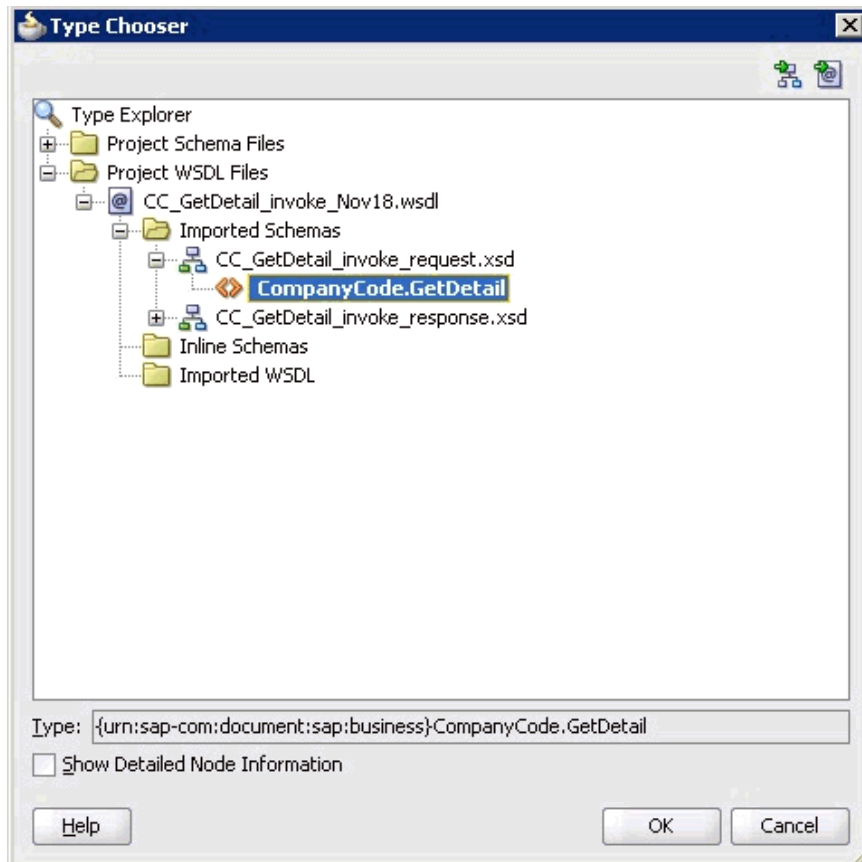 Type Chooser
Type Explorer
Project Schema Files
Project WSDL Files
CC_GetDetail_invoke_Nov18.wsdl
Imported Schemas
CC_GetDetail_invoke_request.xsd
CompanyCode.GetDetail
CC_GetDetail_invoke_response.xsd
Inline Schemas
Imported WSDL
Type: {urn:sap-com:document:sap:business}CompanyCode.GetDetail
Show Detailed Node Information
Help OK Cancel